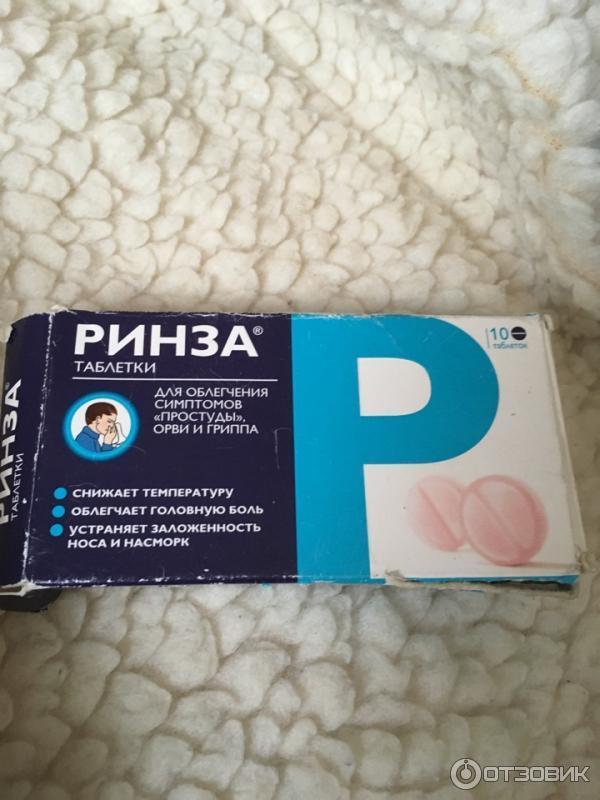 РИНЗА®
ТАБЛЕТКИ
ДЛЯ ОБЛЕГЧЕНИЯ
СИМПТОМОВ
«ПРОСТУДЫ»,
ОРВИ И ГРИППА
СНИЖАЕТ ТЕМПЕРАТУРУ
ОБЛЕГЧАЕТ ГОЛОВНУЮ БОЛЬ
УСТРАНЯЕТ ЗАЛОЖЕННОСТЬ
НОСА И НАСМОРК
Р
10
таблеток
РИНЗА®
ТАБЛЕТКИ
ОТЗОВИК